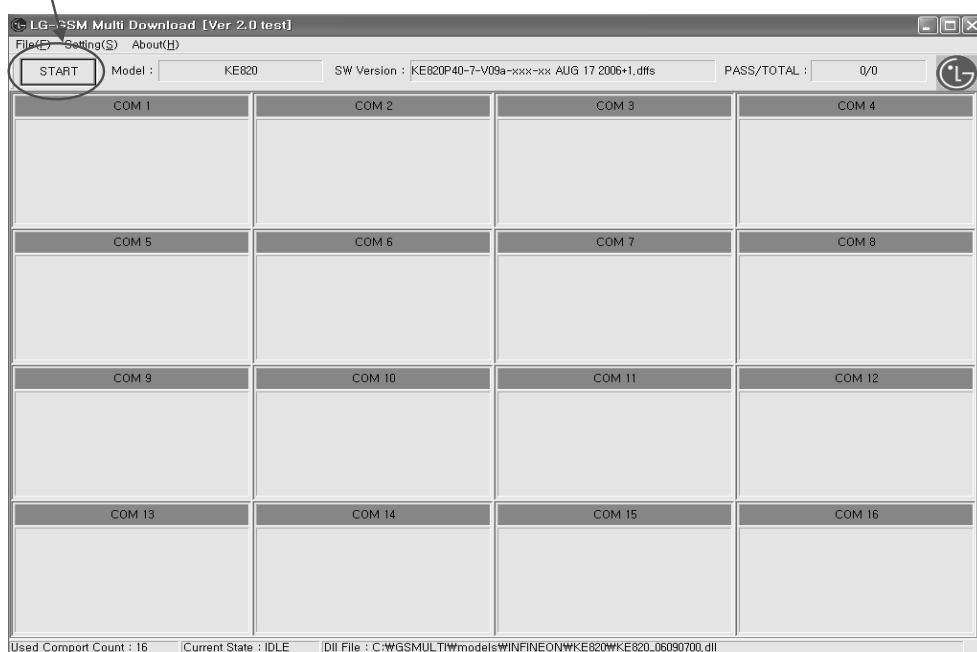 LG-GSM Multi Download [Ver 2.0 test]
File(F) Setting(S) About(H)
START Model : KE820 SW Version : KE820P40-7-V09a-xxx-xx AUG 17 2006+1.dffs PASS/TOTAL : 0/0
COM 1 COM 2 COM 3 COM 4
COM 5 COM 6 COM 7 COM 8
COM 9 COM 10 COM 11 COM 12
COM 13 COM 14 COM 15 COM 16
Used Comport Count : 16 Current State : IDLE Dll File : C:₩GSMULTI₩models₩INFINEON₩KE820₩KE820_06090700.dll